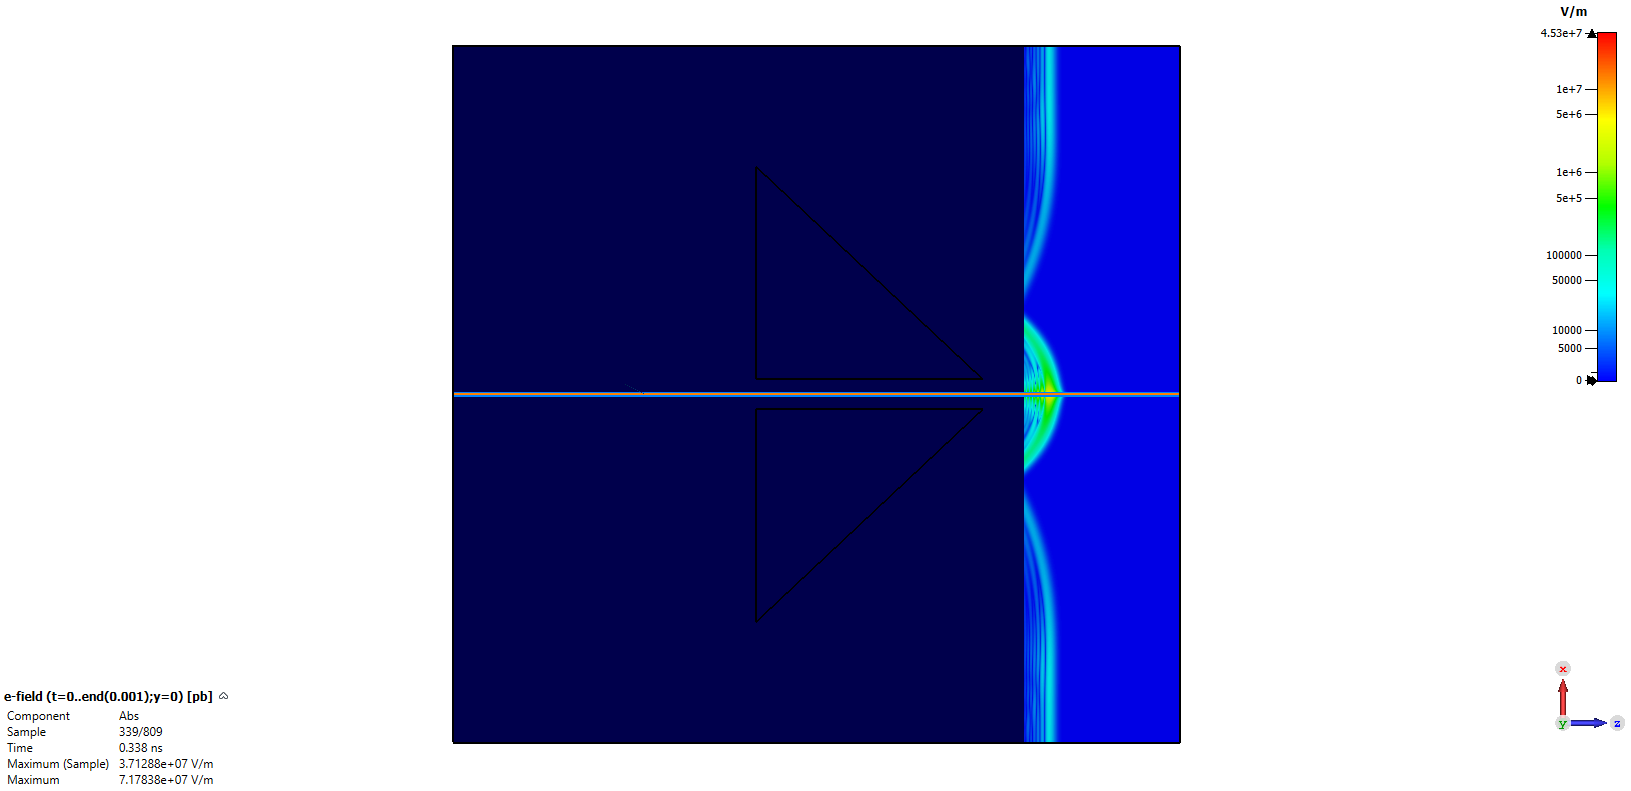 V/m
4.53e+7
1e+7
5e+6
1e+6
5e+5
100000
50000
10000
5000
0
x
y z
e-field (t=0..end(0.001);y=0) [pb]
Component Abs
Sample 339/809
Time 0.338 ns
Maximum (Sample) 3.71288e+07 V/m
Maximum 7.17838e+07 V/m